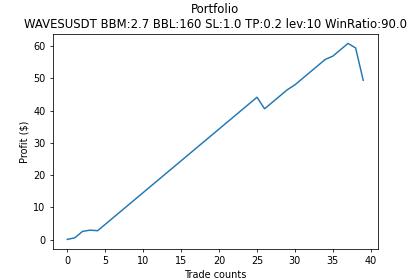 Portfolio
WAVESUSDT BBM:2.7 BBL:160 SL:1.0 TP:0.2 lev:10 WinRatio:90.0
60
50
40
30
20
10
0
Profit ($)
0 5 10 15 20 25 30 35 40
Trade counts